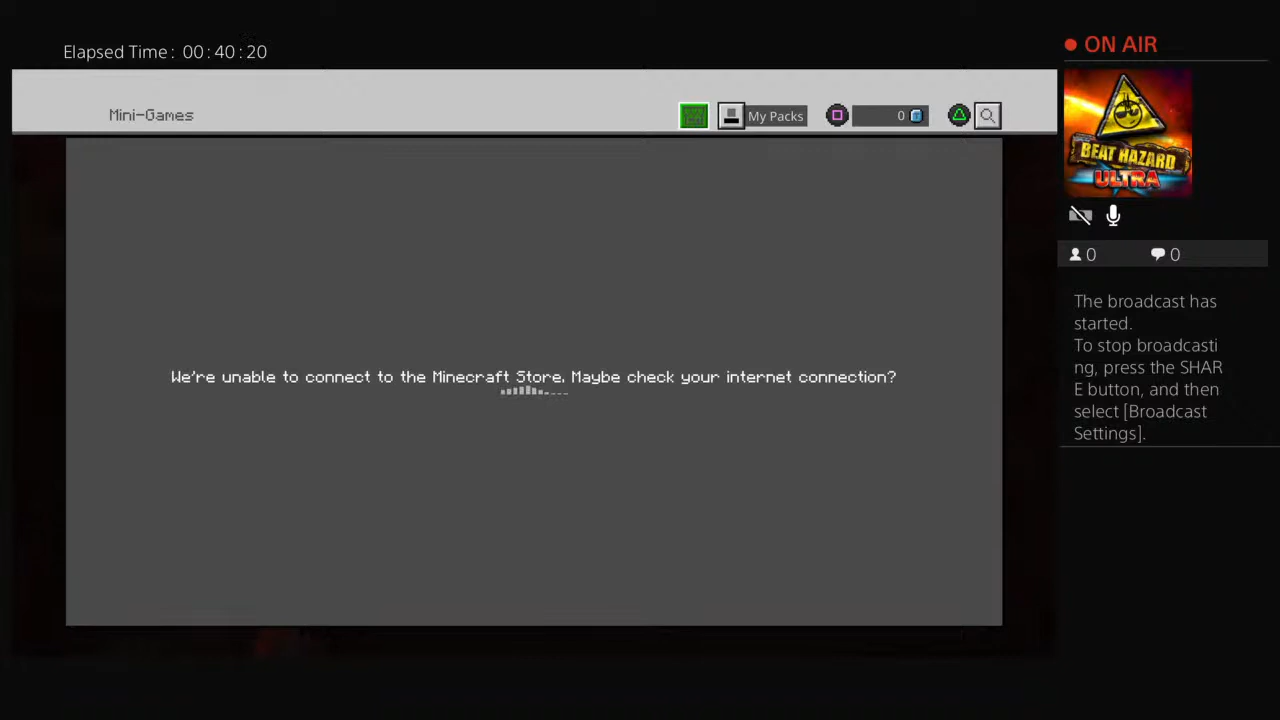 Elapsed Time: 00:40:20
ON AIR
Mini-Games
My Packs
0
BEAT HAZARD
ULTRA
0
0
The broadcast has
started.
To stop broadcasti
ng, press the SHAR
E button, and then
select [Broadcast
Settings].
We're unable to connect to the Minecraft Store. Maybe check your internet connection?